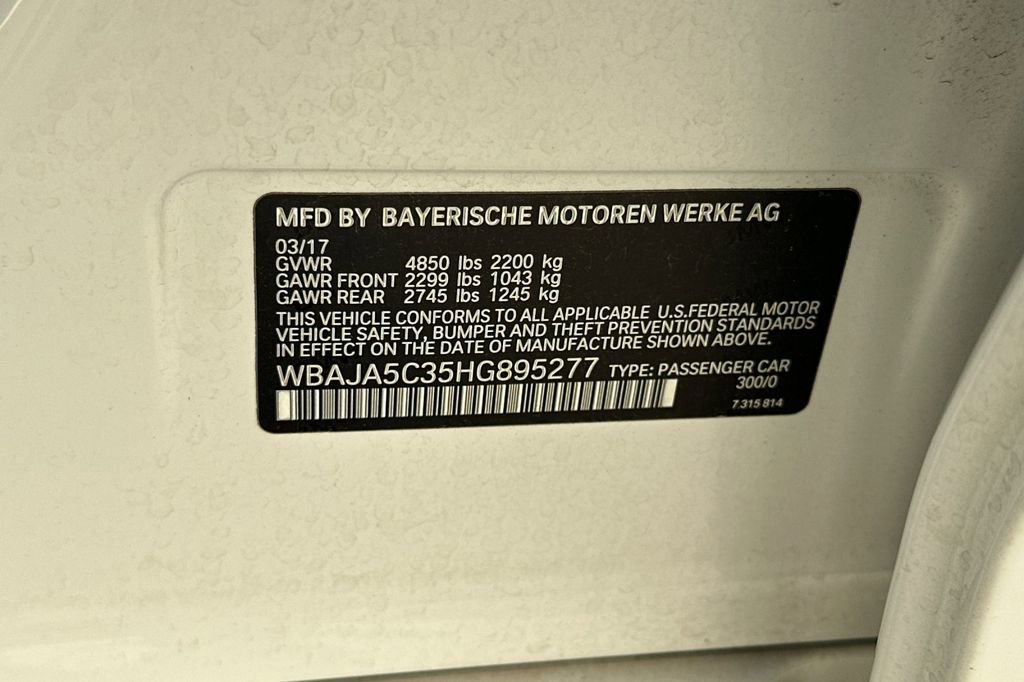 MFD BY BAYERISCHE MOTOREN WERKE AG
03/17
GVWR 4850 lbs 2200 kg
GAWR FRONT 2299 lbs 1043 kg
GAWR REAR 2745 lbs 1245 kg
THIS VEHICLE CONFORMS TO ALL APPLICABLE U.S.FEDERAL MOTOR
VEHICLE SAFETY, BUMPER AND THEFT PREVENTION STANDARDS
IN EFFECT ON THE DATE OF MANUFACTURE SHOWN ABOVE.
WBAJA5C35HG895277 TYPE: PASSENGER CAR
300/0
7.315 814